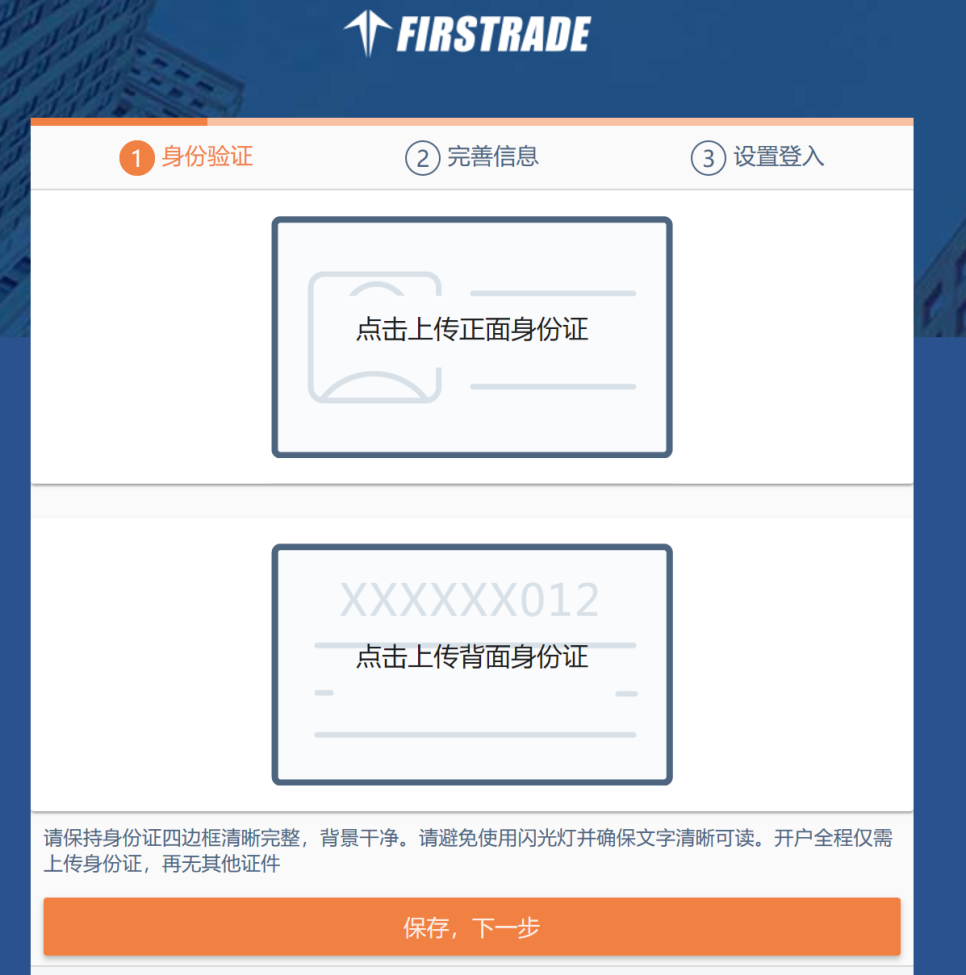 FIRSTRADE
1 身份验证 2 完善信息 3 设置登入
点击上传正面身份证
XXXXXX012
点击上传背面身份证
请保持身份证四边框清晰完整，背景干净。请避免使用闪光灯并确保文字清晰可读。开户全程仅需
上传身份证，再无其他证件
保存，下一步